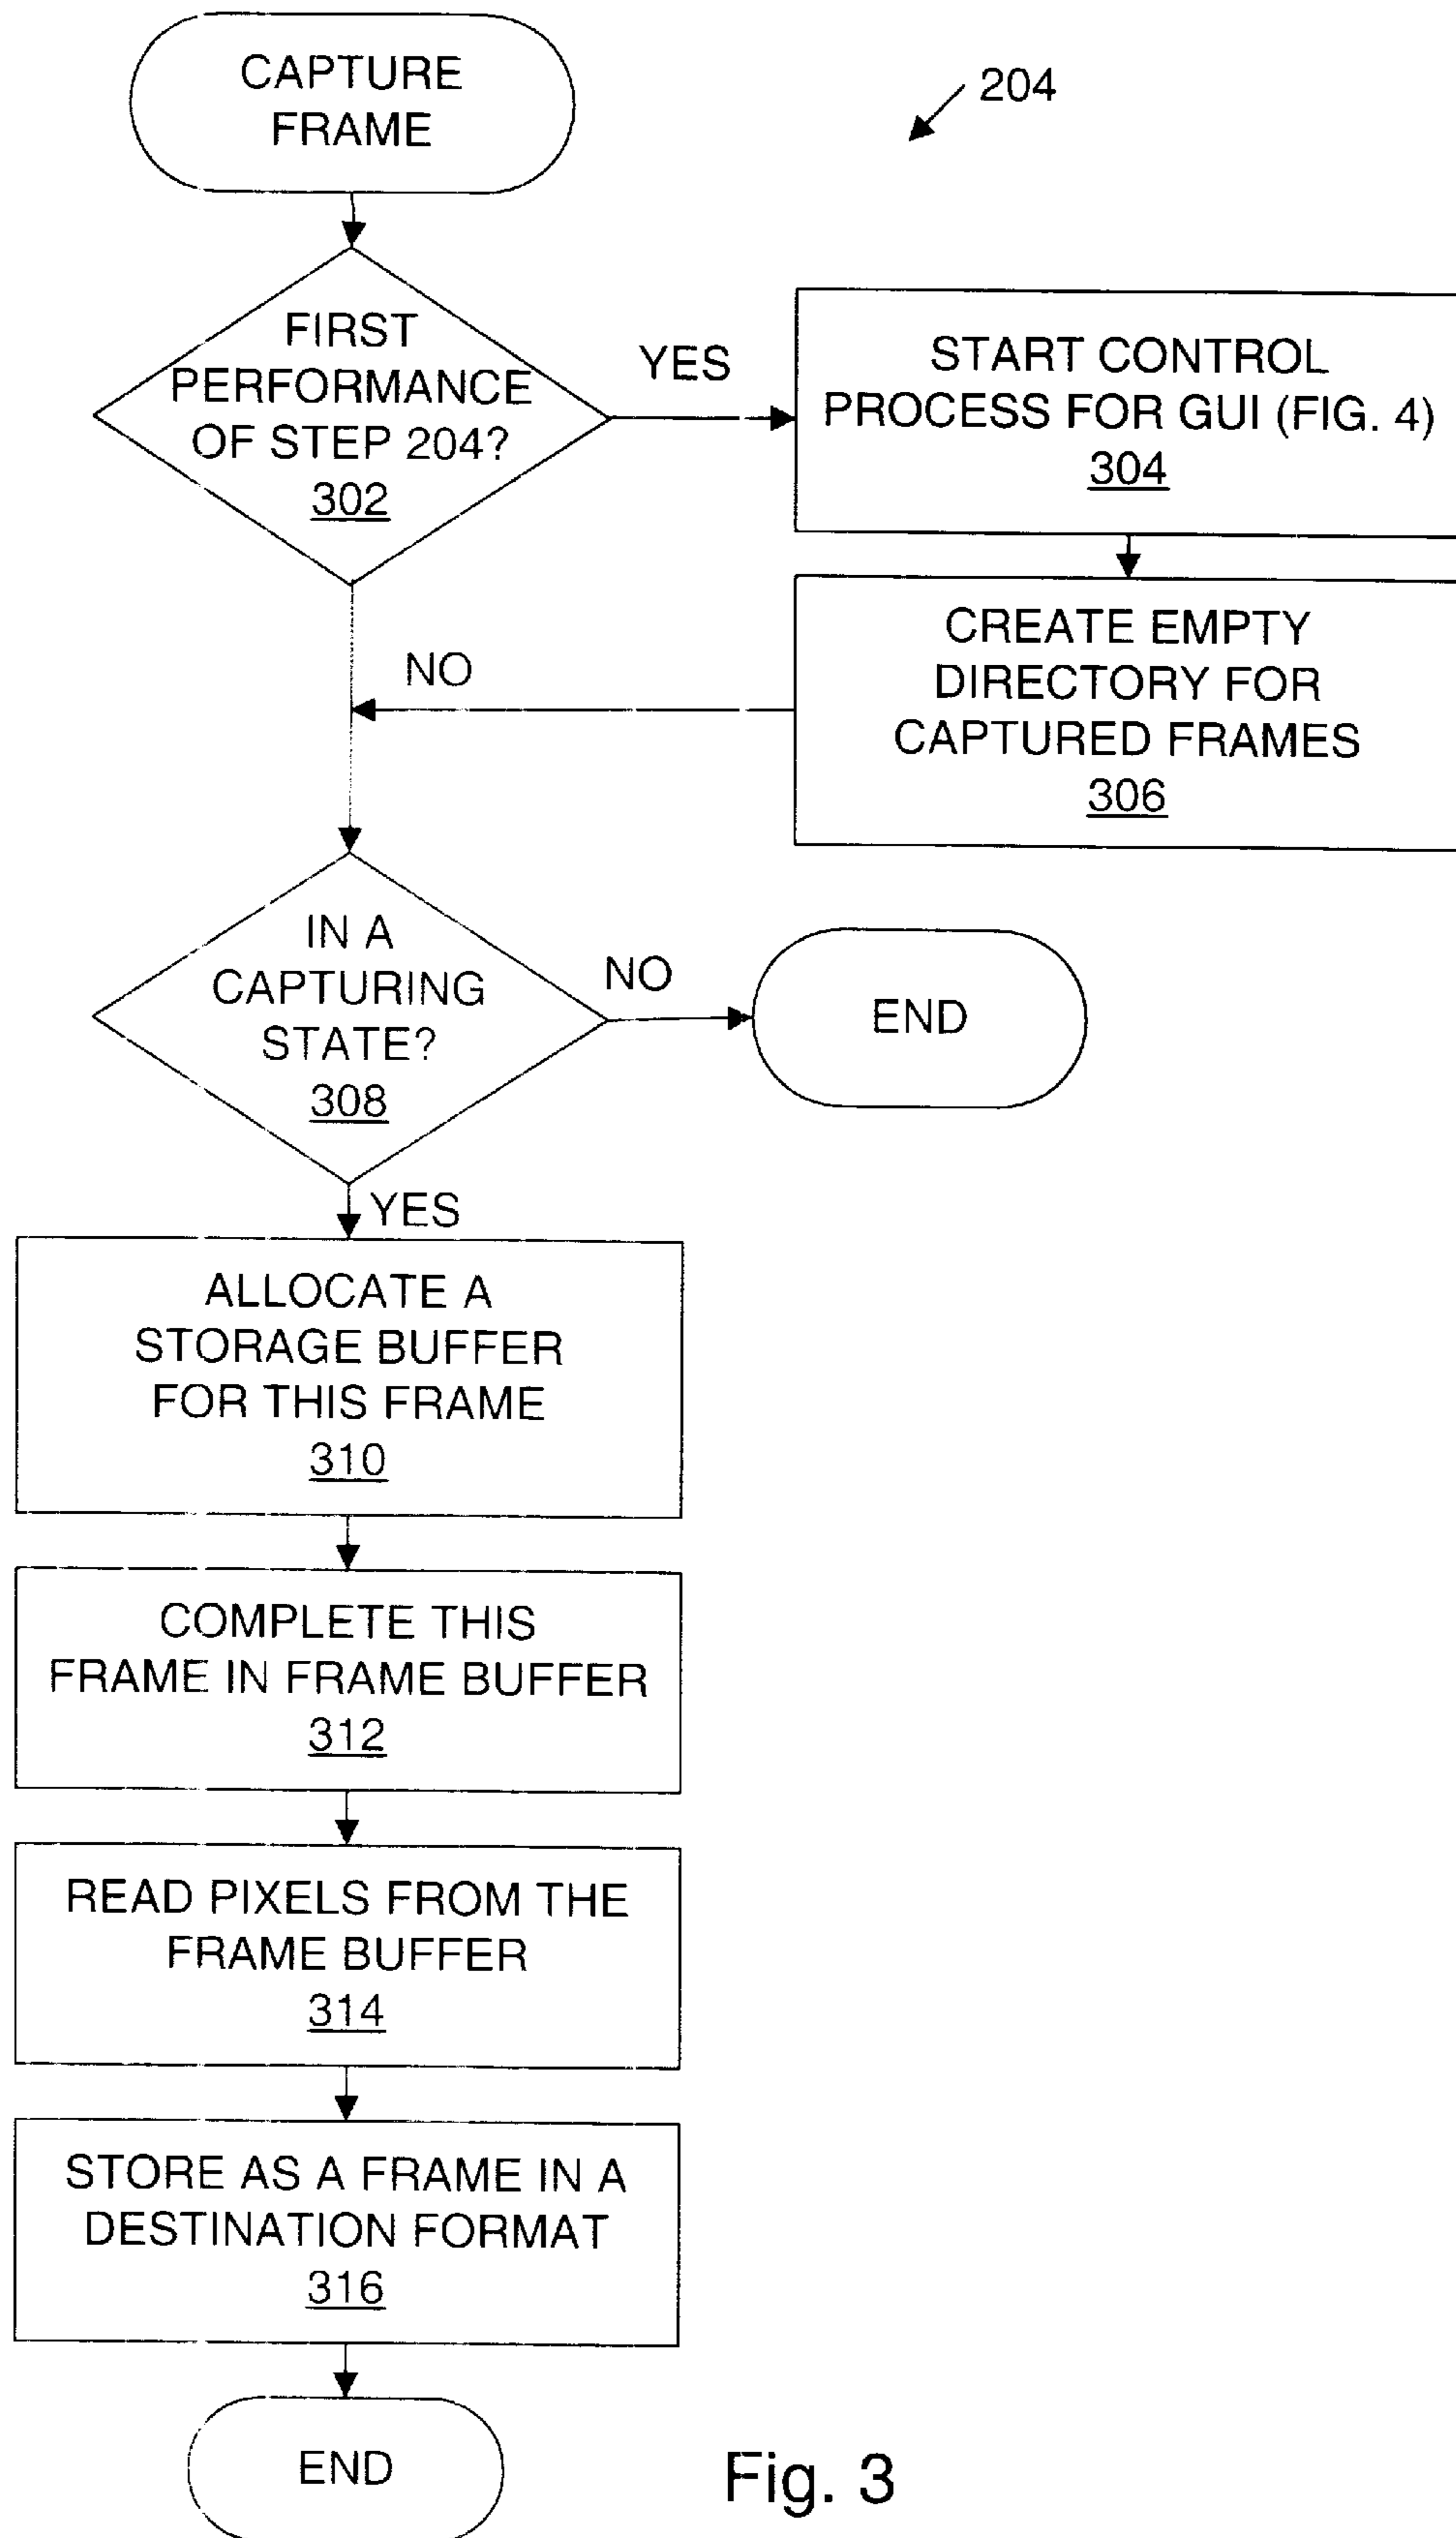 CAPTURE
FRAME
204
FIRST
PERFORMANCE
OF STEP 204?
302
YES
START CONTROL
PROCESS FOR GUI (FIG. 4)
304
CREATE EMPTY
DIRECTORY FOR
CAPTURED FRAMES
306
NO
IN A
CAPTURING
STATE?
308
NO
END
YES
ALLOCATE A
STORAGE BUFFER
FOR THIS FRAME
310
COMPLETE THIS
FRAME IN FRAME BUFFER
312
READ PIXELS FROM THE
FRAME BUFFER
314
STORE AS A FRAME IN A
DESTINATION FORMAT
316
END
Fig. 3